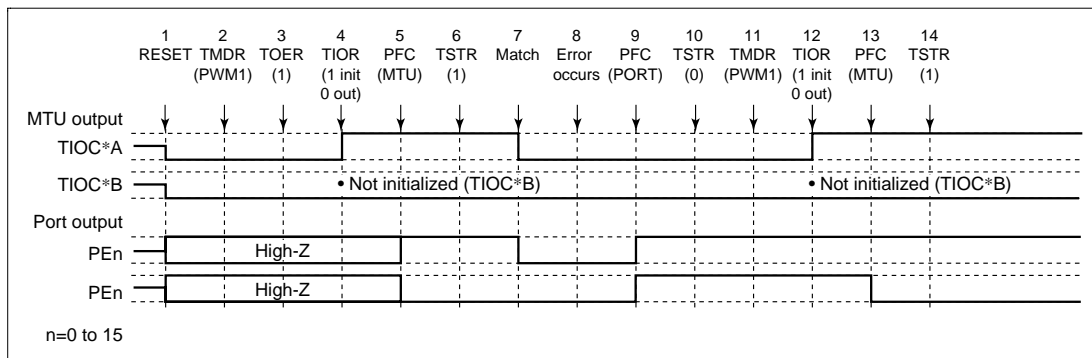 1 2 3 4 5 6 7 8 9 10 11 12 13 14
RESET TMDR TOER TIOR PFC TSTR Match Error PFC TSTR TMDR TIOR PFC TSTR
(PWM1) (1) (1 init (MTU) (1) occurs (PORT) (0) (PWM1) (1 init (MTU) (1)
0 out) 0 out)
MTU output
TIOC*A
TIOC*B • Not initialized (TIOC*B) • Not initialized (TIOC*B)
Port output
PEn High-Z
PEn High-Z
n=0 to 15